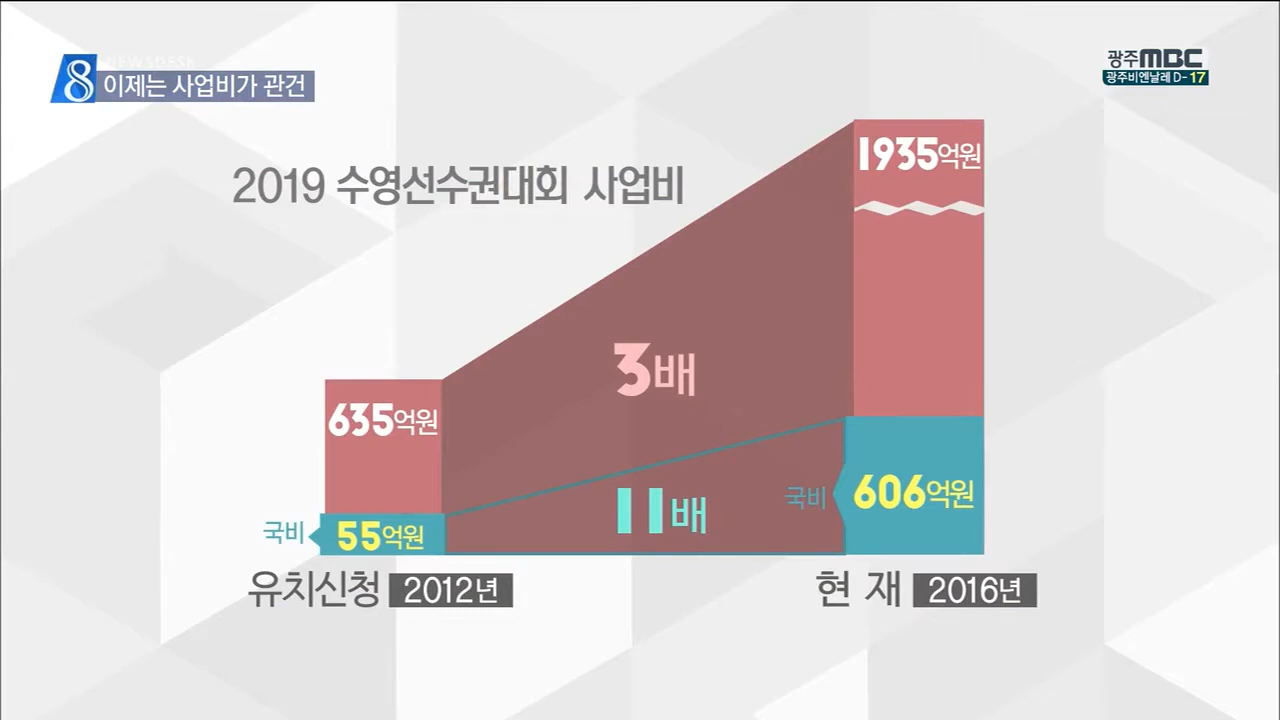 NEWSDESK
8 이제는 사업비가 관건
광주MBC
광주비엔날레 D-17
2019 수영선수권대회 사업비
1935억원
3배
635억원
11배
국비 606억원
국비 55억원
유치신청 2012년
현 재 2016년